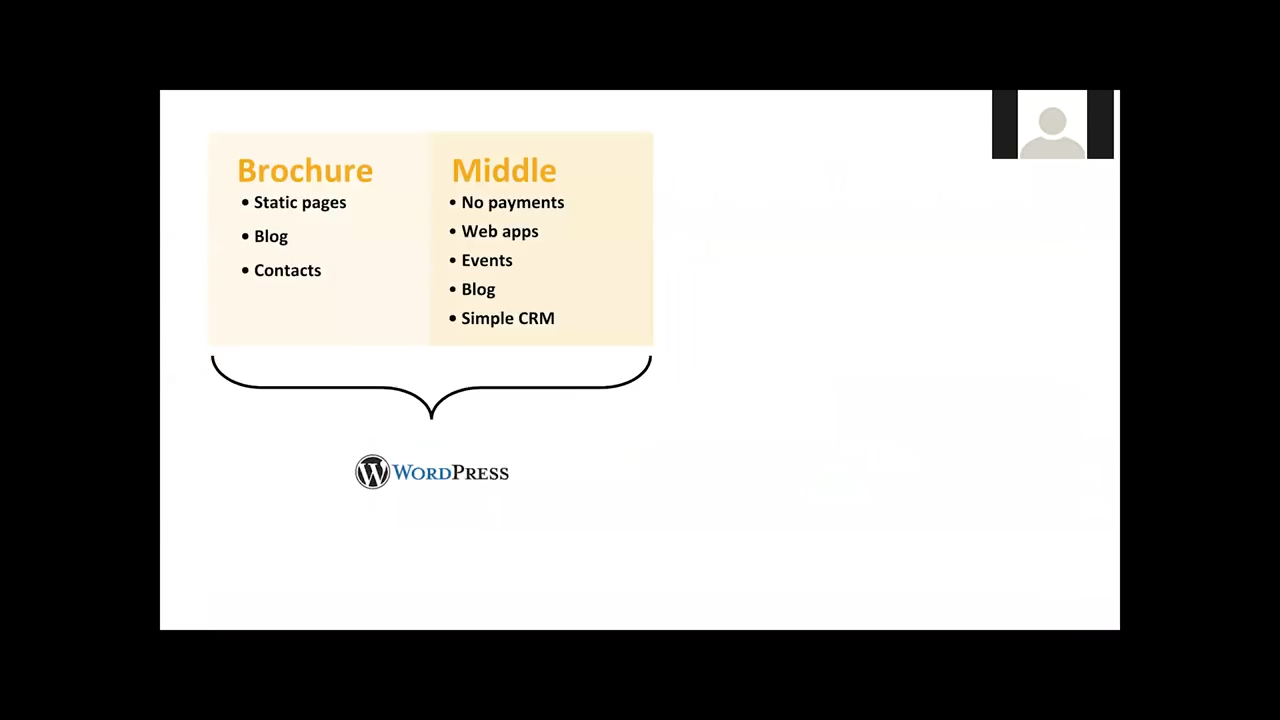 Brochure
• Static pages
• Blog
• Contacts
Middle
• No payments
• Web apps
• Events
• Blog
• Simple CRM
WORDPRESS